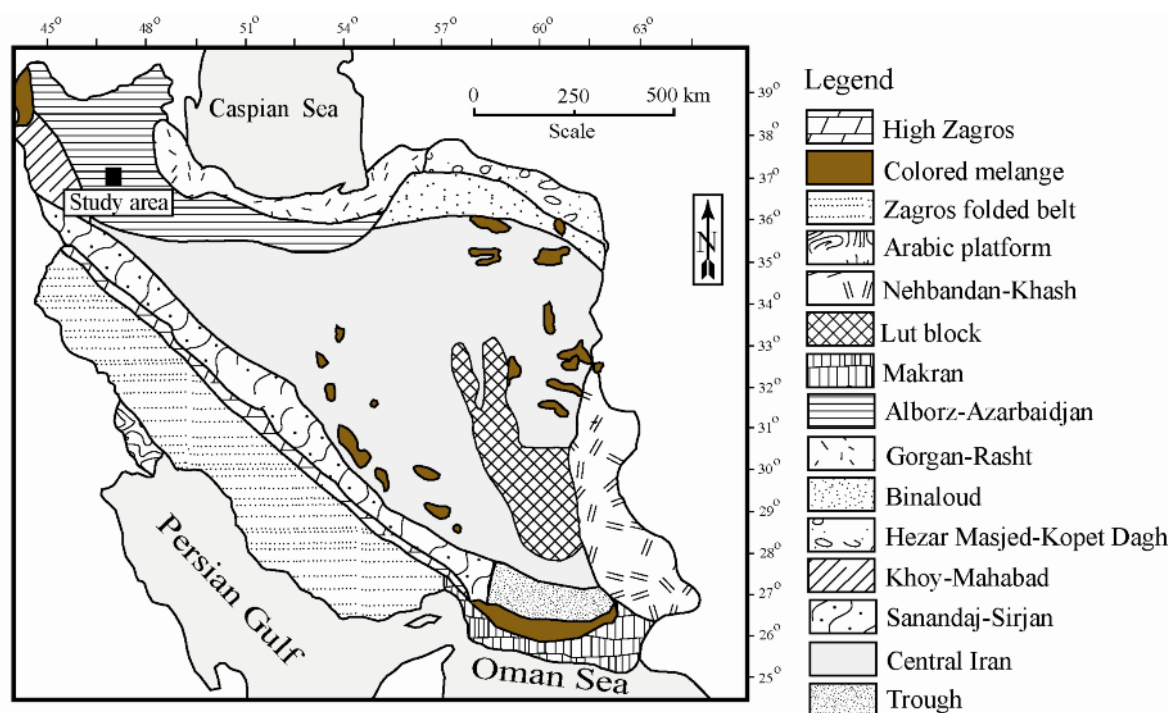 45° 48° 51° 54° 57° 60° 63°
Caspian Sea
0 250 500 km
Scale
Study area
N
Persian Gulf
Oman Sea
39°
38°
37°
36°
35°
34°
33°
32°
31°
30°
29°
28°
27°
26°
25°
Legend
High Zagros
Colored melange
Zagros folded belt
Arabic platform
Nehbandan-Khash
Lut block
Makran
Alborz-Azarbaidjan
Gorgan-Rasht
Binaloud
Hezar Masjed-Kopet Dagh
Khoy-Mahabad
Sanandaj-Sirjan
Central Iran
Trough